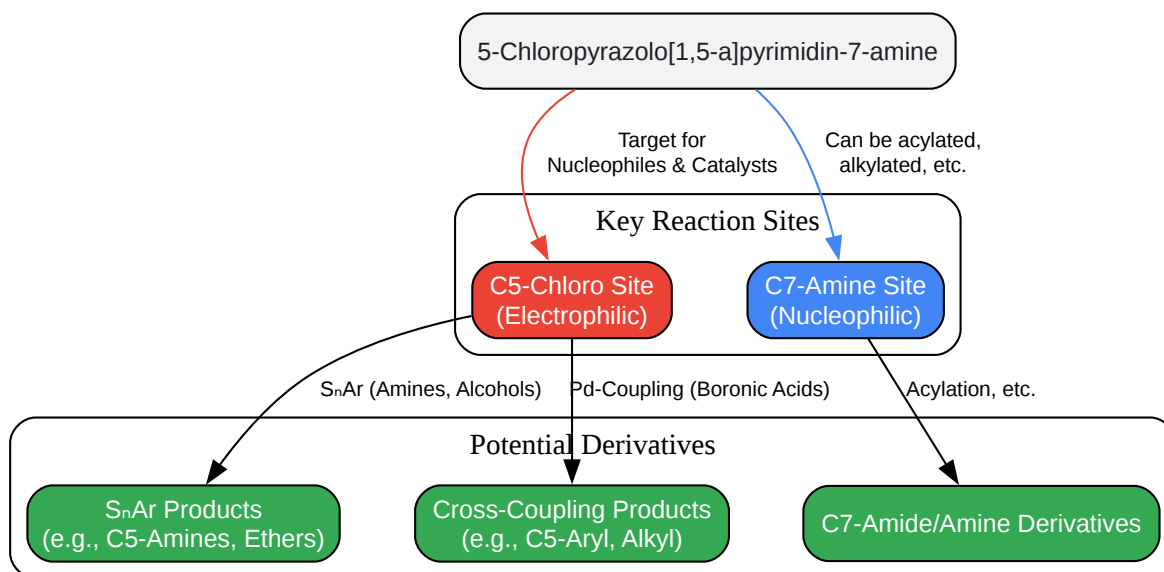 5-Chloropyrazolo[1,5-a]pyrimidin-7-amine
Target for
Nucleophiles & Catalysts
Can be acylated,
alkylated, etc.
Key Reaction Sites
C5-Chloro Site
(Electrophilic)
C7-Amine Site
(Nucleophilic)
SₙAr (Amines, Alcohols)
Pd-Coupling (Boronic Acids)
Acylation, etc.
Potential Derivatives
SₙAr Products
(e.g., C5-Amines, Ethers)
Cross-Coupling Products
(e.g., C5-Aryl, Alkyl)
C7-Amide/Amine Derivatives